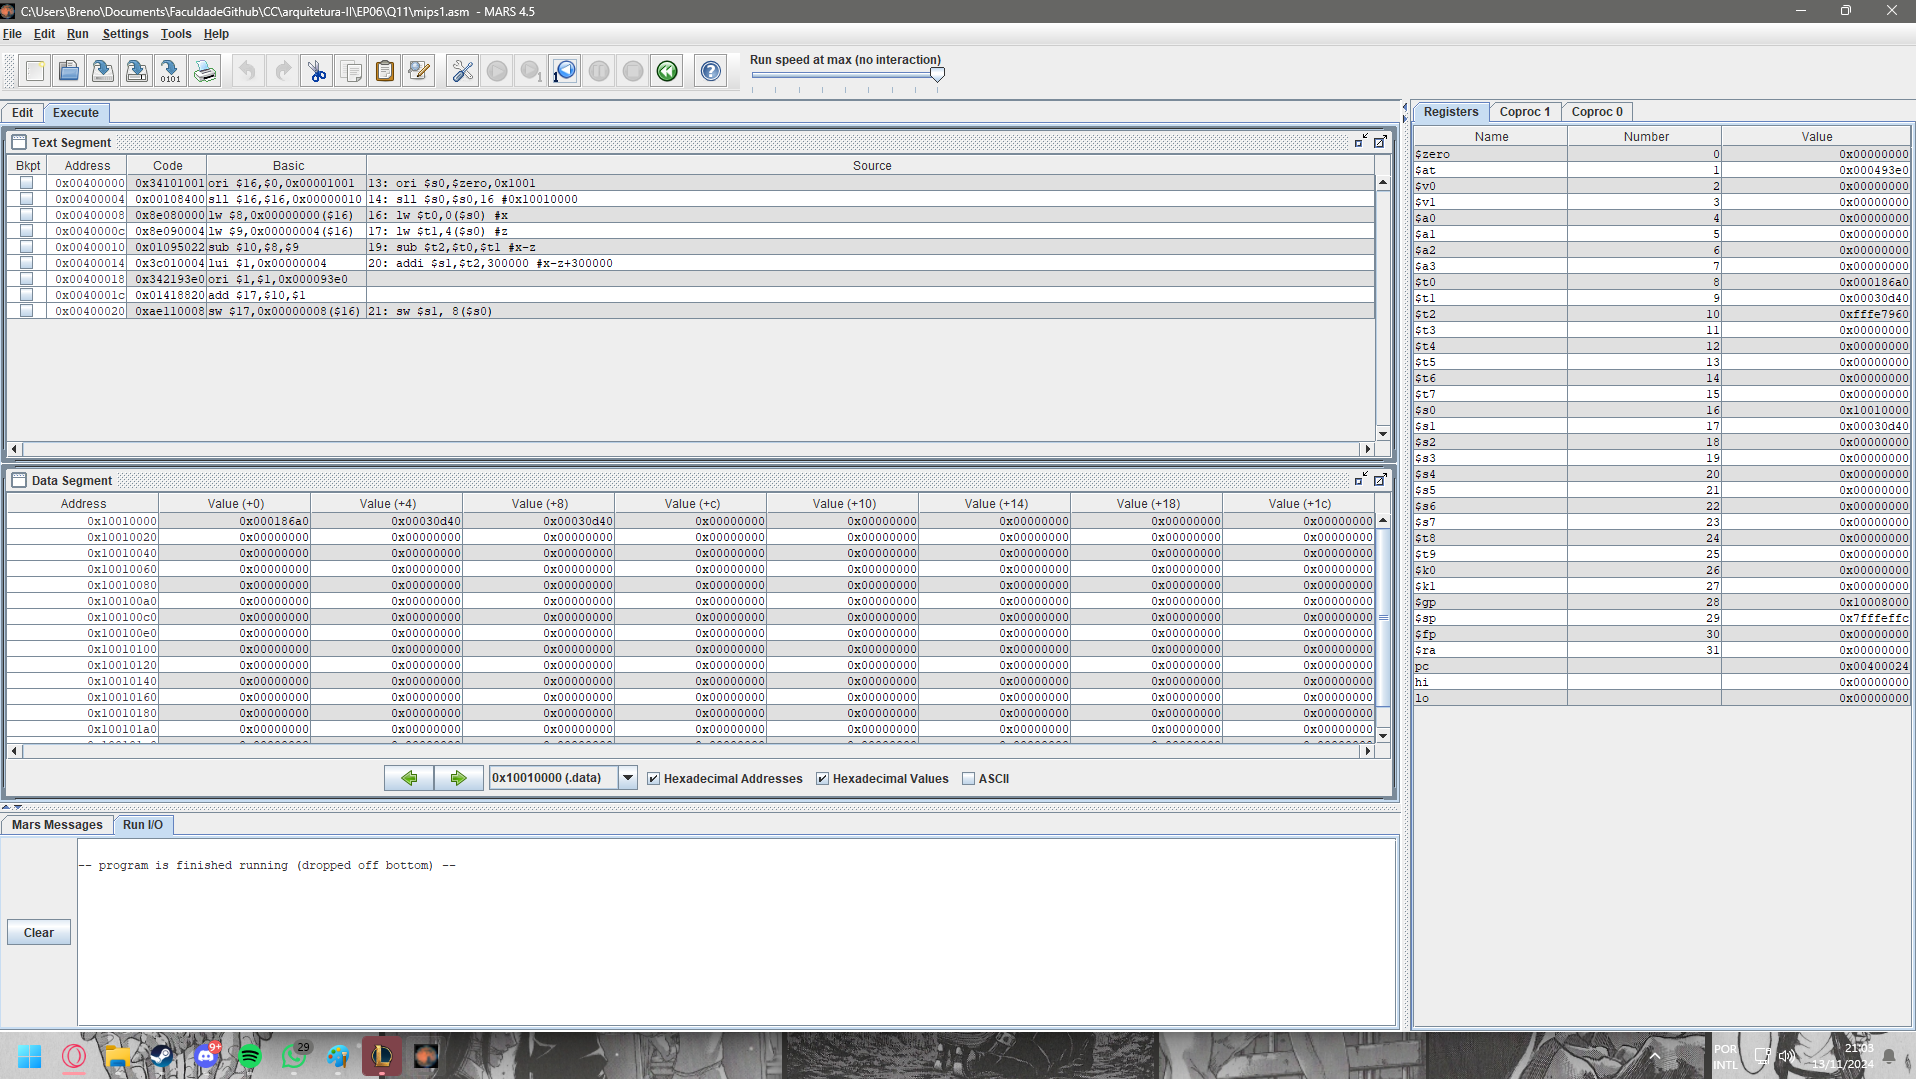 C:\Users\Breno\Documents\FaculdadeGithub\CC\arquitetura-II\EP06\Q11\mips1.asm - MARS 4.5
File Edit Run Settings Tools Help
Run speed at max (no interaction)
Edit Execute
Text Segment
Bkpt Address Code Basic Source
0x00400000 0x34101001 ori $16,$0,0x00001001 13: ori $s0,$zero,0x1001
0x00400004 0x00108400 sll $16,$16,0x00000010 14: sll $s0,$s0,16 #0x10010000
0x00400008 0x8e080000 lw $8,0x00000000($16) 16: lw $t0,0($s0) #x
0x0040000c 0x8e090004 lw $9,0x00000004($16) 17: lw $t1,4($s0) #z
0x00400010 0x01095022 sub $10,$8,$9 19: sub $t2,$t0,$t1 #x-z
0x00400014 0x3c010004 lui $1,0x00000004 20: addi $s1,$t2,300000 #x-z+300000
0x00400018 0x342193e0 ori $1,$1,0x000093e0
0x0040001c 0x01418820 add $17,$10,$1
0x00400020 0xae110008 sw $17,0x00000008($16) 21: sw $s1, 8($s0)
Data Segment
Address Value (+0) Value (+4) Value (+8) Value (+c) Value (+10) Value (+14) Value (+18) Value (+1c)
0x10010000 0x000186a0 0x00030d40 0x00030d40 0x00000000 0x00000000 0x00000000 0x00000000 0x00000000
0x10010020 0x00000000 0x00000000 0x00000000 0x00000000 0x00000000 0x00000000 0x00000000 0x00000000
0x10010040 0x00000000 0x00000000 0x00000000 0x00000000 0x00000000 0x00000000 0x00000000 0x00000000
0x10010060 0x00000000 0x00000000 0x00000000 0x00000000 0x00000000 0x00000000 0x00000000 0x00000000
0x10010080 0x00000000 0x00000000 0x00000000 0x00000000 0x00000000 0x00000000 0x00000000 0x00000000
0x100100a0 0x00000000 0x00000000 0x00000000 0x00000000 0x00000000 0x00000000 0x00000000 0x00000000
0x100100c0 0x00000000 0x00000000 0x00000000 0x00000000 0x00000000 0x00000000 0x00000000 0x00000000
0x100100e0 0x00000000 0x00000000 0x00000000 0x00000000 0x00000000 0x00000000 0x00000000 0x00000000
0x10010100 0x00000000 0x00000000 0x00000000 0x00000000 0x00000000 0x00000000 0x00000000 0x00000000
0x10010120 0x00000000 0x00000000 0x00000000 0x00000000 0x00000000 0x00000000 0x00000000 0x00000000
0x10010140 0x00000000 0x00000000 0x00000000 0x00000000 0x00000000 0x00000000 0x00000000 0x00000000
0x10010160 0x00000000 0x00000000 0x00000000 0x00000000 0x00000000 0x00000000 0x00000000 0x00000000
0x10010180 0x00000000 0x00000000 0x00000000 0x00000000 0x00000000 0x00000000 0x00000000 0x00000000
0x100101a0 0x00000000 0x00000000 0x00000000 0x00000000 0x00000000 0x00000000 0x00000000 0x00000000
0x10010000 (.data) Hexadecimal Addresses Hexadecimal Values ASCII
Mars Messages Run I/O
-- program is finished running (dropped off bottom) --
Clear
Registers Coproc 1 Coproc 0
Name Number Value
$zero 0 0x00000000
$at 1 0x000493e0
$v0 2 0x00000000
$v1 3 0x00000000
$a0 4 0x00000000
$a1 5 0x00000000
$a2 6 0x00000000
$a3 7 0x00000000
$t0 8 0x000186a0
$t1 9 0x00030d40
$t2 10 0xfffe7960
$t3 11 0x00000000
$t4 12 0x00000000
$t5 13 0x00000000
$t6 14 0x00000000
$t7 15 0x00000000
$s0 16 0x10010000
$s1 17 0x00030d40
$s2 18 0x00000000
$s3 19 0x00000000
$s4 20 0x00000000
$s5 21 0x00000000
$s6 22 0x00000000
$s7 23 0x00000000
$t8 24 0x00000000
$t9 25 0x00000000
$k0 26 0x00000000
$k1 27 0x00000000
$gp 28 0x10008000
$sp 29 0x7fffeffc
$fp 30 0x00000000
$ra 31 0x00000000
pc 0x00400024
hi 0x00000000
lo 0x00000000
9+
29
POR
INTL
21:03
13/11/2024